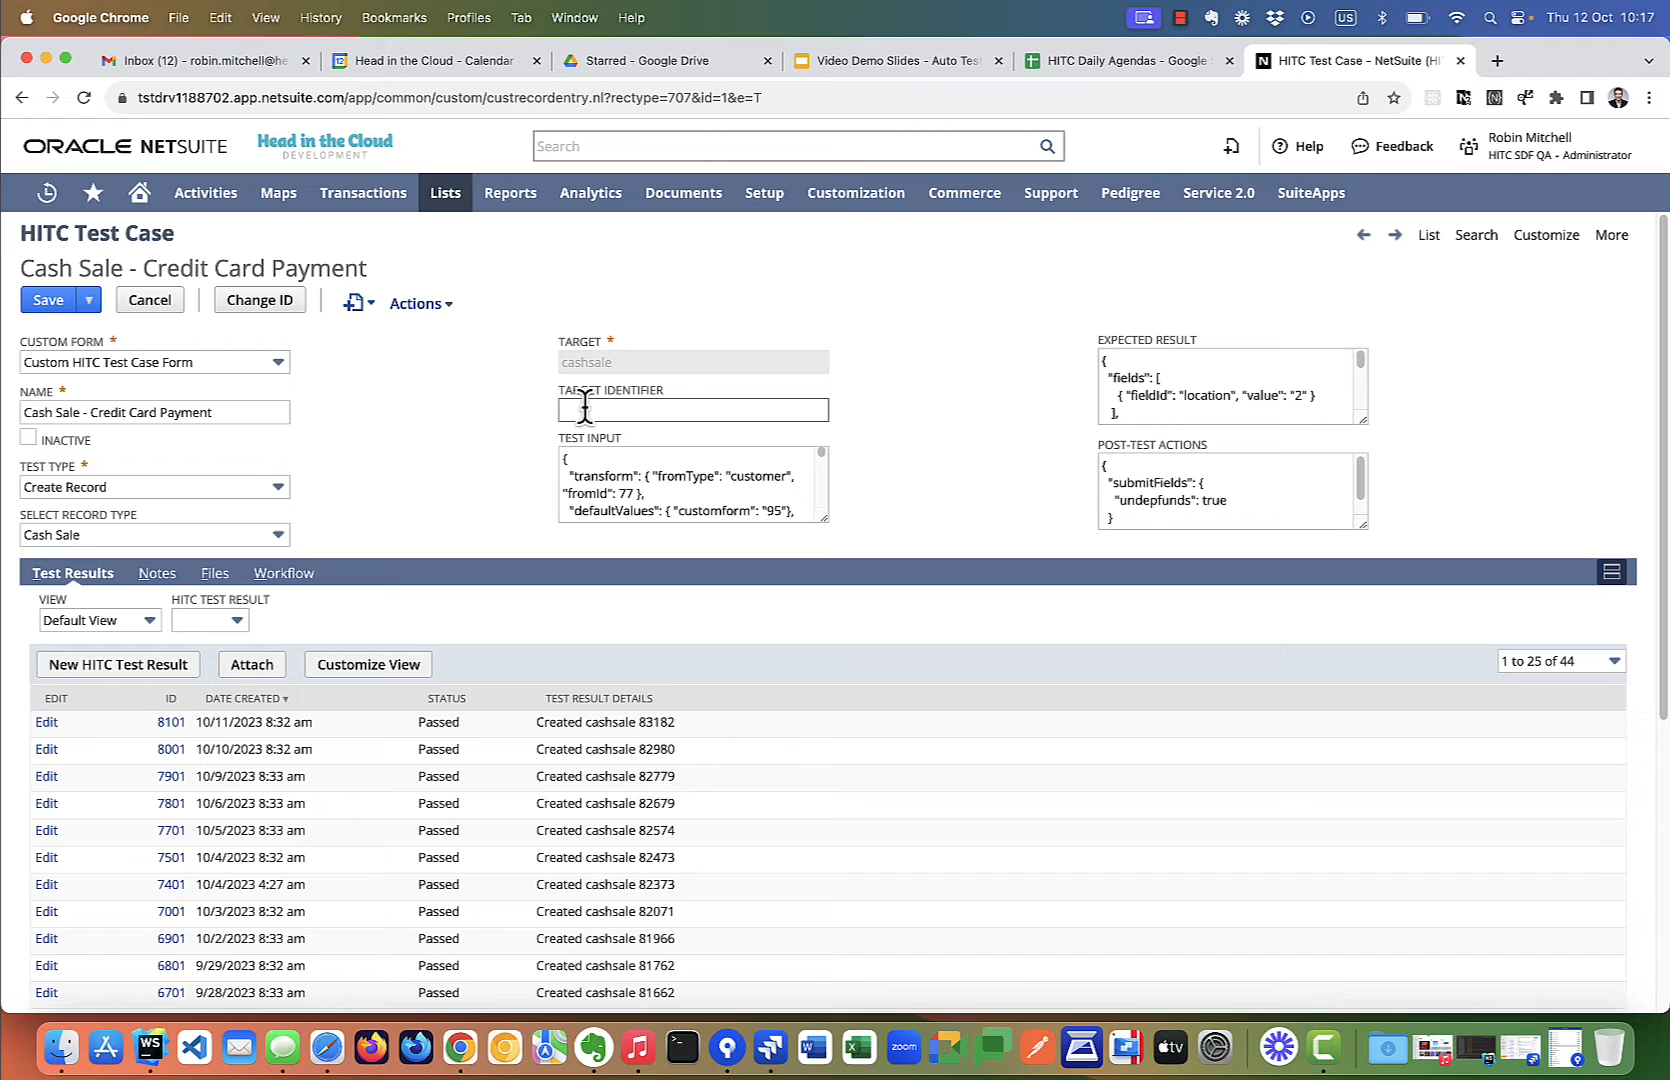 Google Chrome File Edit View History Bookmarks Profiles Tab Window Help US Thu 12 Oct 10:17
Inbox (12) - robin.mitchell@he Head in the Cloud - Calendar Starred - Google Drive Video Demo Slides - Auto Tes HITC Daily Agendas - Google HITC Test Case - NetSuite (HI
tstdrv1188702.app.netsuite.com/app/common/custom/custrecordentry.nl?rectype=707&id=1&e=T
ORACLE NETSUITE Head in the Cloud
DEVELOPMENT
Search
Help Feedback Robin Mitchell
HITC SDF QA - Administrator
Activities Maps Transactions Lists Reports Analytics Documents Setup Customization Commerce Support Pedigree Service 2.0 SuiteApps
HITC Test Case
List Search Customize More
Cash Sale - Credit Card Payment
Save Cancel Change ID Actions
CUSTOM FORM *
Custom HITC Test Case Form
NAME *
Cash Sale - Credit Card Payment
INACTIVE
TEST TYPE *
Create Record
SELECT RECORD TYPE
Cash Sale
TARGET *
cashsale
TARGET IDENTIFIER
TEST INPUT
{
"transform": { "fromType": "customer",
"fromId": 77 },
"defaultValues": { "customform": "95"},
EXPECTED RESULT
{
"fields": [
{ "fieldId": "location", "value": "2" }
],
POST-TEST ACTIONS
{
"submitFields": {
"undepfunds": true
}
Test Results Notes Files Workflow
VIEW HITC TEST RESULT
Default View
New HITC Test Result Attach Customize View 1 to 25 of 44
EDIT ID DATE CREATED STATUS TEST RESULT DETAILS
Edit 8101 10/11/2023 8:32 am Passed Created cashsale 83182
Edit 8001 10/10/2023 8:32 am Passed Created cashsale 82980
Edit 7901 10/9/2023 8:33 am Passed Created cashsale 82779
Edit 7801 10/6/2023 8:33 am Passed Created cashsale 82679
Edit 7701 10/5/2023 8:33 am Passed Created cashsale 82574
Edit 7501 10/4/2023 8:32 am Passed Created cashsale 82473
Edit 7401 10/4/2023 4:27 am Passed Created cashsale 82373
Edit 7001 10/3/2023 8:32 am Passed Created cashsale 82071
Edit 6901 10/2/2023 8:33 am Passed Created cashsale 81966
Edit 6801 9/29/2023 8:32 am Passed Created cashsale 81762
Edit 6701 9/28/2023 8:33 am Passed Created cashsale 81662
WS zoom tv